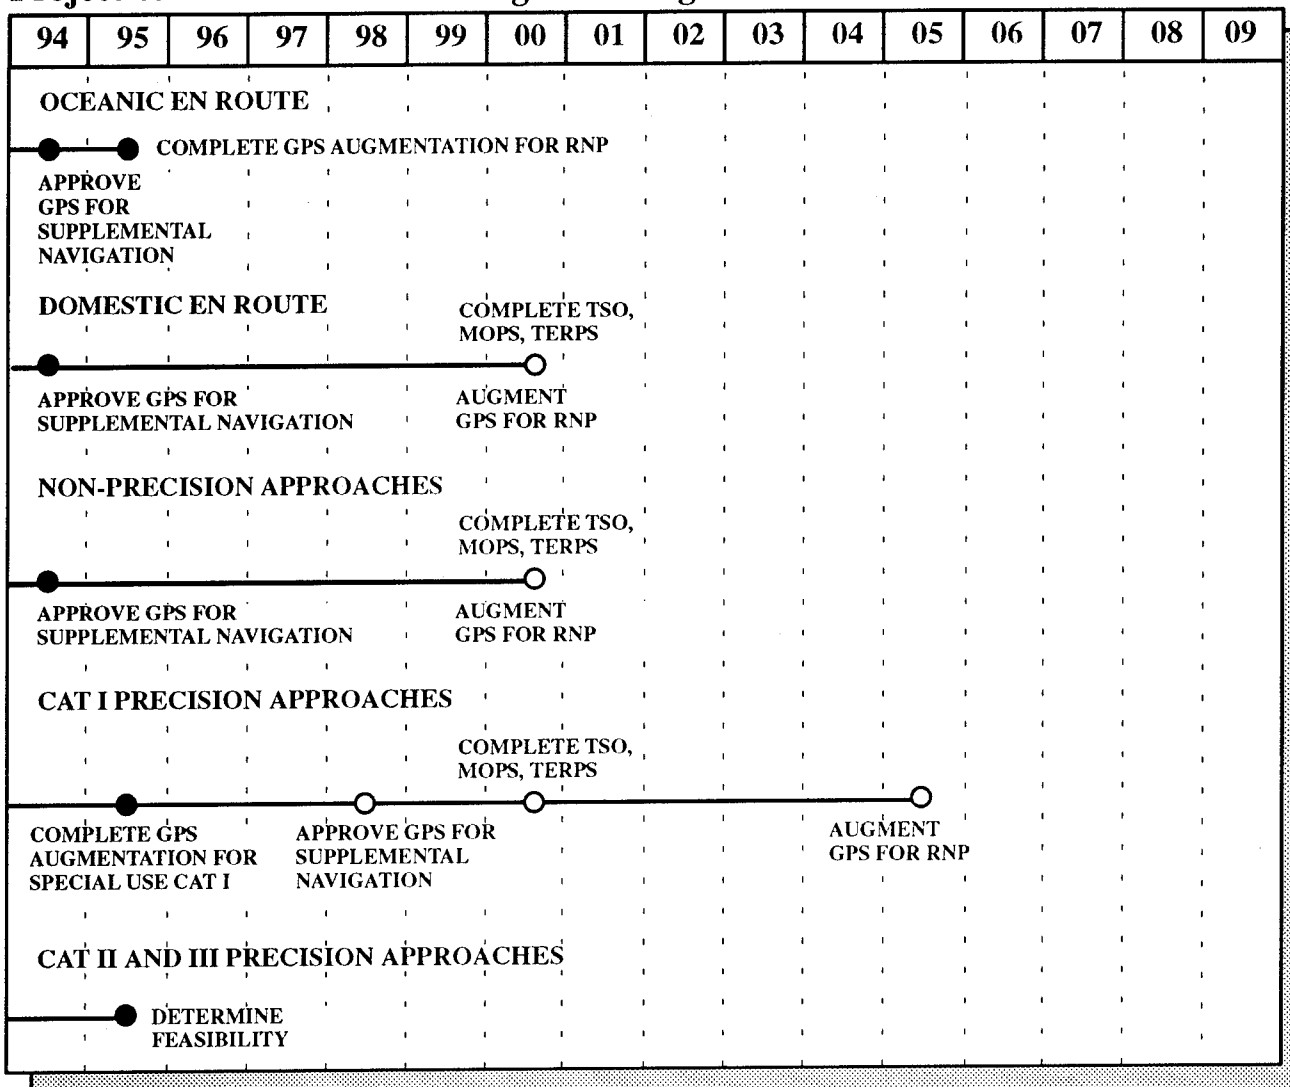 94 95 96 97 98 99 00 01 02 03 04 05 06 07 08 09
OCEANIC EN ROUTE
COMPLETE GPS AUGMENTATION FOR RNP
APPROVE
GPS FOR
SUPPLEMENTAL
NAVIGATION
DOMESTIC EN ROUTE
COMPLETE TSO,
MOPS, TERPS
APPROVE GPS FOR
SUPPLEMENTAL NAVIGATION
AUGMENT
GPS FOR RNP
NON-PRECISION APPROACHES
COMPLETE TSO,
MOPS, TERPS
APPROVE GPS FOR
SUPPLEMENTAL NAVIGATION
AUGMENT
GPS FOR RNP
CAT I PRECISION APPROACHES
COMPLETE TSO,
MOPS, TERPS
COMPLETE GPS
AUGMENTATION FOR
SPECIAL USE CAT I
APPROVE GPS FOR
SUPPLEMENTAL
NAVIGATION
AUGMENT
GPS FOR RNP
CAT II AND III PRECISION APPROACHES
DETERMINE
FEASIBILITY